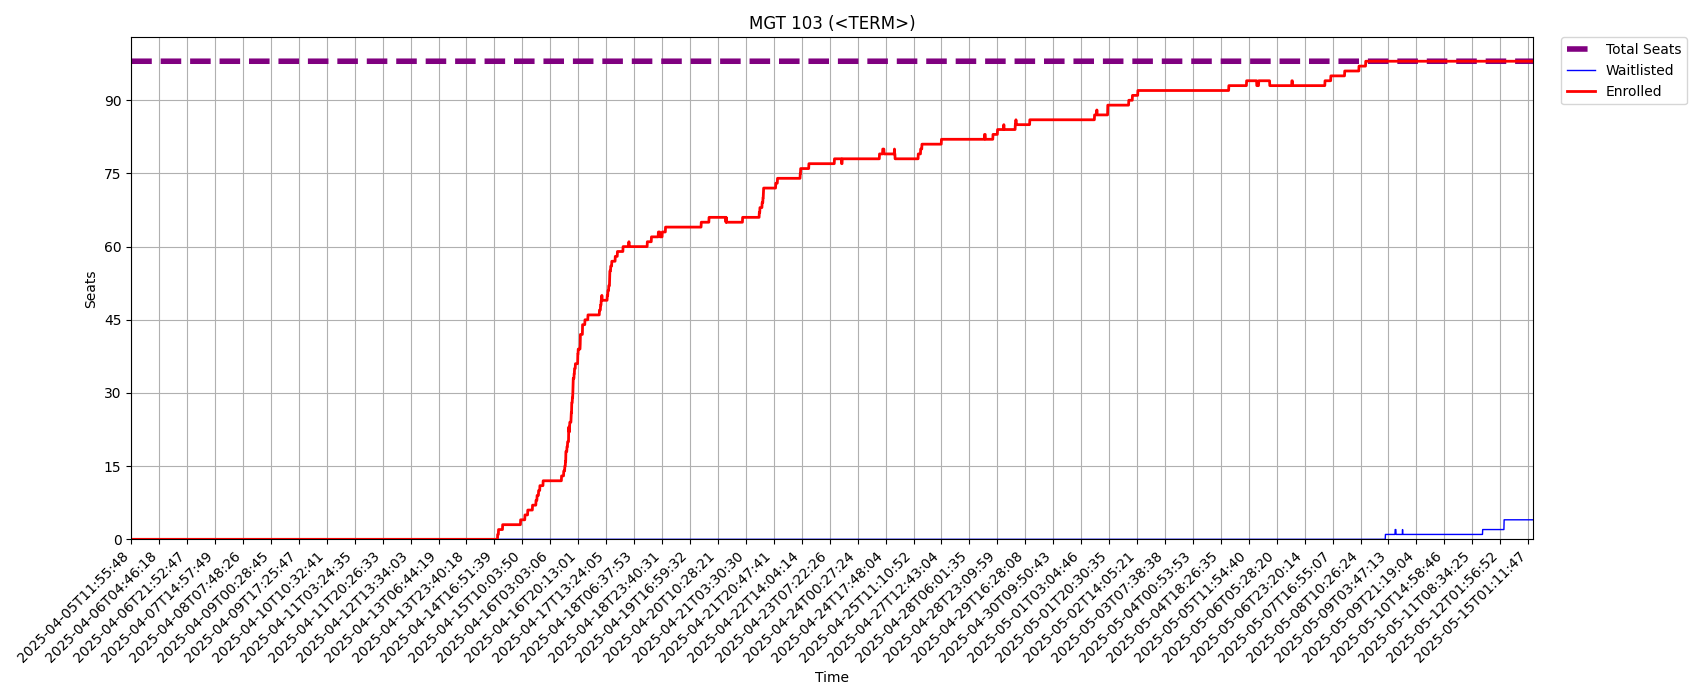 MGT 103 (<TERM>)
Total Seats
Waitlisted
Enrolled
90
75
60
45
30
15
0
Seats
2025-04-05T11:55:48
2025-04-06T04:46:18
2025-04-06T21:52:47
2025-04-07T14:57:49
2025-04-08T07:48:26
2025-04-09T00:28:45
2025-04-09T17:25:47
2025-04-10T10:32:41
2025-04-11T03:24:35
2025-04-11T20:26:33
2025-04-12T13:34:03
2025-04-13T06:44:19
2025-04-13T23:40:18
2025-04-14T16:51:39
2025-04-15T10:03:50
2025-04-16T03:03:06
2025-04-16T20:13:01
2025-04-17T13:24:05
2025-04-18T06:37:53
2025-04-18T23:40:31
2025-04-19T16:59:32
2025-04-20T10:28:21
2025-04-21T03:30:30
2025-04-21T20:47:41
2025-04-22T14:04:14
2025-04-23T07:22:26
2025-04-24T00:27:24
2025-04-24T17:48:04
2025-04-25T11:10:52
2025-04-27T12:43:04
2025-04-28T06:01:35
2025-04-28T23:09:59
2025-04-29T16:28:08
2025-04-30T09:50:43
2025-05-01T03:04:46
2025-05-01T20:30:35
2025-05-02T14:05:21
2025-05-03T07:38:38
2025-05-04T00:53:53
2025-05-04T18:26:35
2025-05-05T11:54:40
2025-05-06T05:28:20
2025-05-06T23:20:14
2025-05-07T16:55:07
2025-05-08T10:26:24
2025-05-09T03:47:13
2025-05-09T21:19:04
2025-05-10T14:58:46
2025-05-11T08:34:25
2025-05-12T01:56:52
2025-05-15T01:11:47
Time